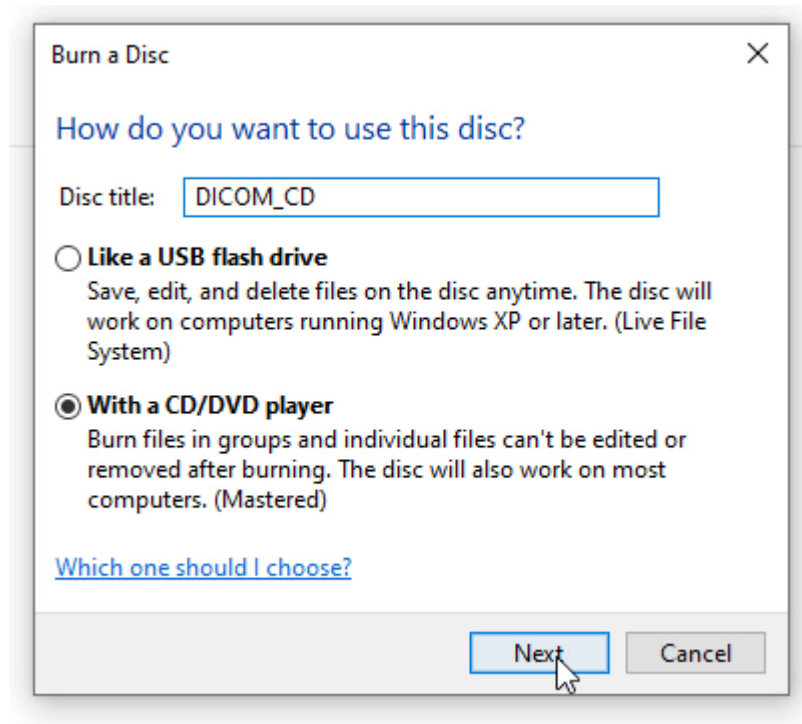 Burn a Disc
How do you want to use this disc?
Disc title: DICOM_CD
Like a USB flash drive
Save, edit, and delete files on the disc anytime. The disc will
work on computers running Windows XP or later. (Live File
System)
With a CD/DVD player
Burn files in groups and individual files can't be edited or
removed after burning. The disc will also work on most
computers. (Mastered)
Which one should I choose?
Next Cancel